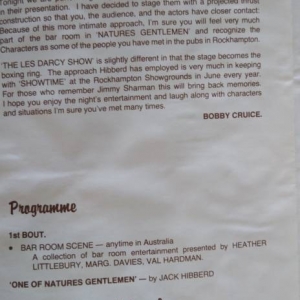 in their presentation. I have decided to stage them with a projected thrust
construction so that you, the audience, and the actors have closer contact.
Because of this more intimate approach, I'm sure you will feel very much
part of the bar room in 'NATURES GENTLEMEN' and recognize the
Characters as some of the people you have met in the pubs in Rockhampton.
'THE LES DARCY SHOW' is slightly different in that the stage becomes the
boxing ring. The approach Hibberd has employed is very much in keeping
with 'SHOWTIME' at the Rockhampton Showgrounds in June every year.
For those who remember Jimmy Sharman this will bring back memories.
I hope you enjoy the night's entertainment and laugh along with characters
and situations I'm sure you've met many times.
BOBBY CRUICE.
Programme
1st BOUT.
• BAR ROOM SCENE — anytime in Australia
A collection of bar room entertainment presented by HEATHER
LITTLEBURY, MARG. DAVIES, VAL HARDMAN.
'ONE OF NATURES GENTLEMEN' — by JACK HIBBERD